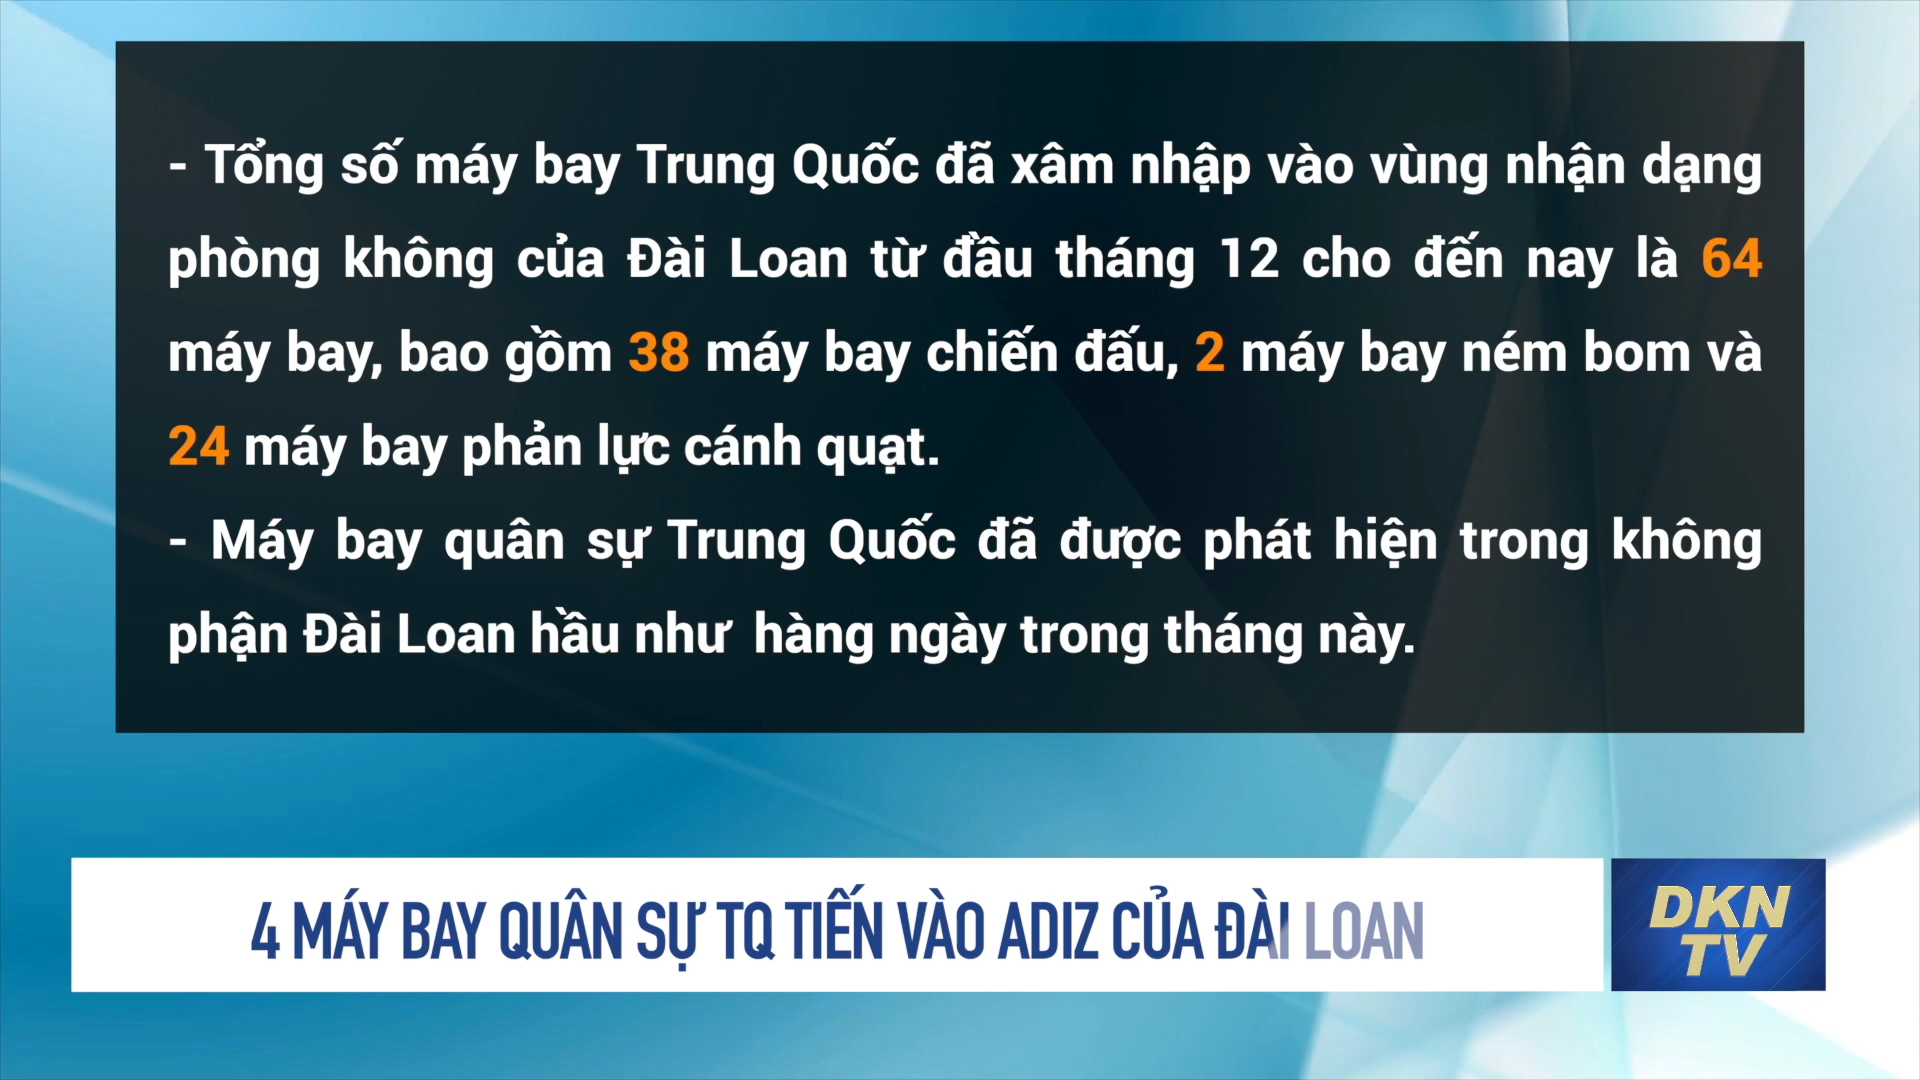 - Tổng số máy bay Trung Quốc đã xâm nhập vào vùng nhận dạng
phòng không của Đài Loan từ đầu tháng 12 cho đến nay là 64
máy bay, bao gồm 38 máy bay chiến đấu, 2 máy bay ném bom và
24 máy bay phản lực cánh quạt.
- Máy bay quân sự Trung Quốc đã được phát hiện trong không
phận Đài Loan hầu như hàng ngày trong tháng này.
4 MÁY BAY QUÂN SỰ TQ TIẾN VÀO ADIZ CỦA ĐÀI LOAN
DKN
TV